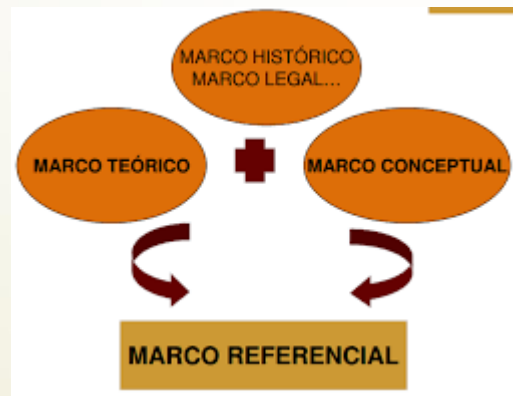 MARCO HISTÓRICO
MARCO LEGAL...
MARCO TEÓRICO
MARCO CONCEPTUAL
MARCO REFERENCIAL